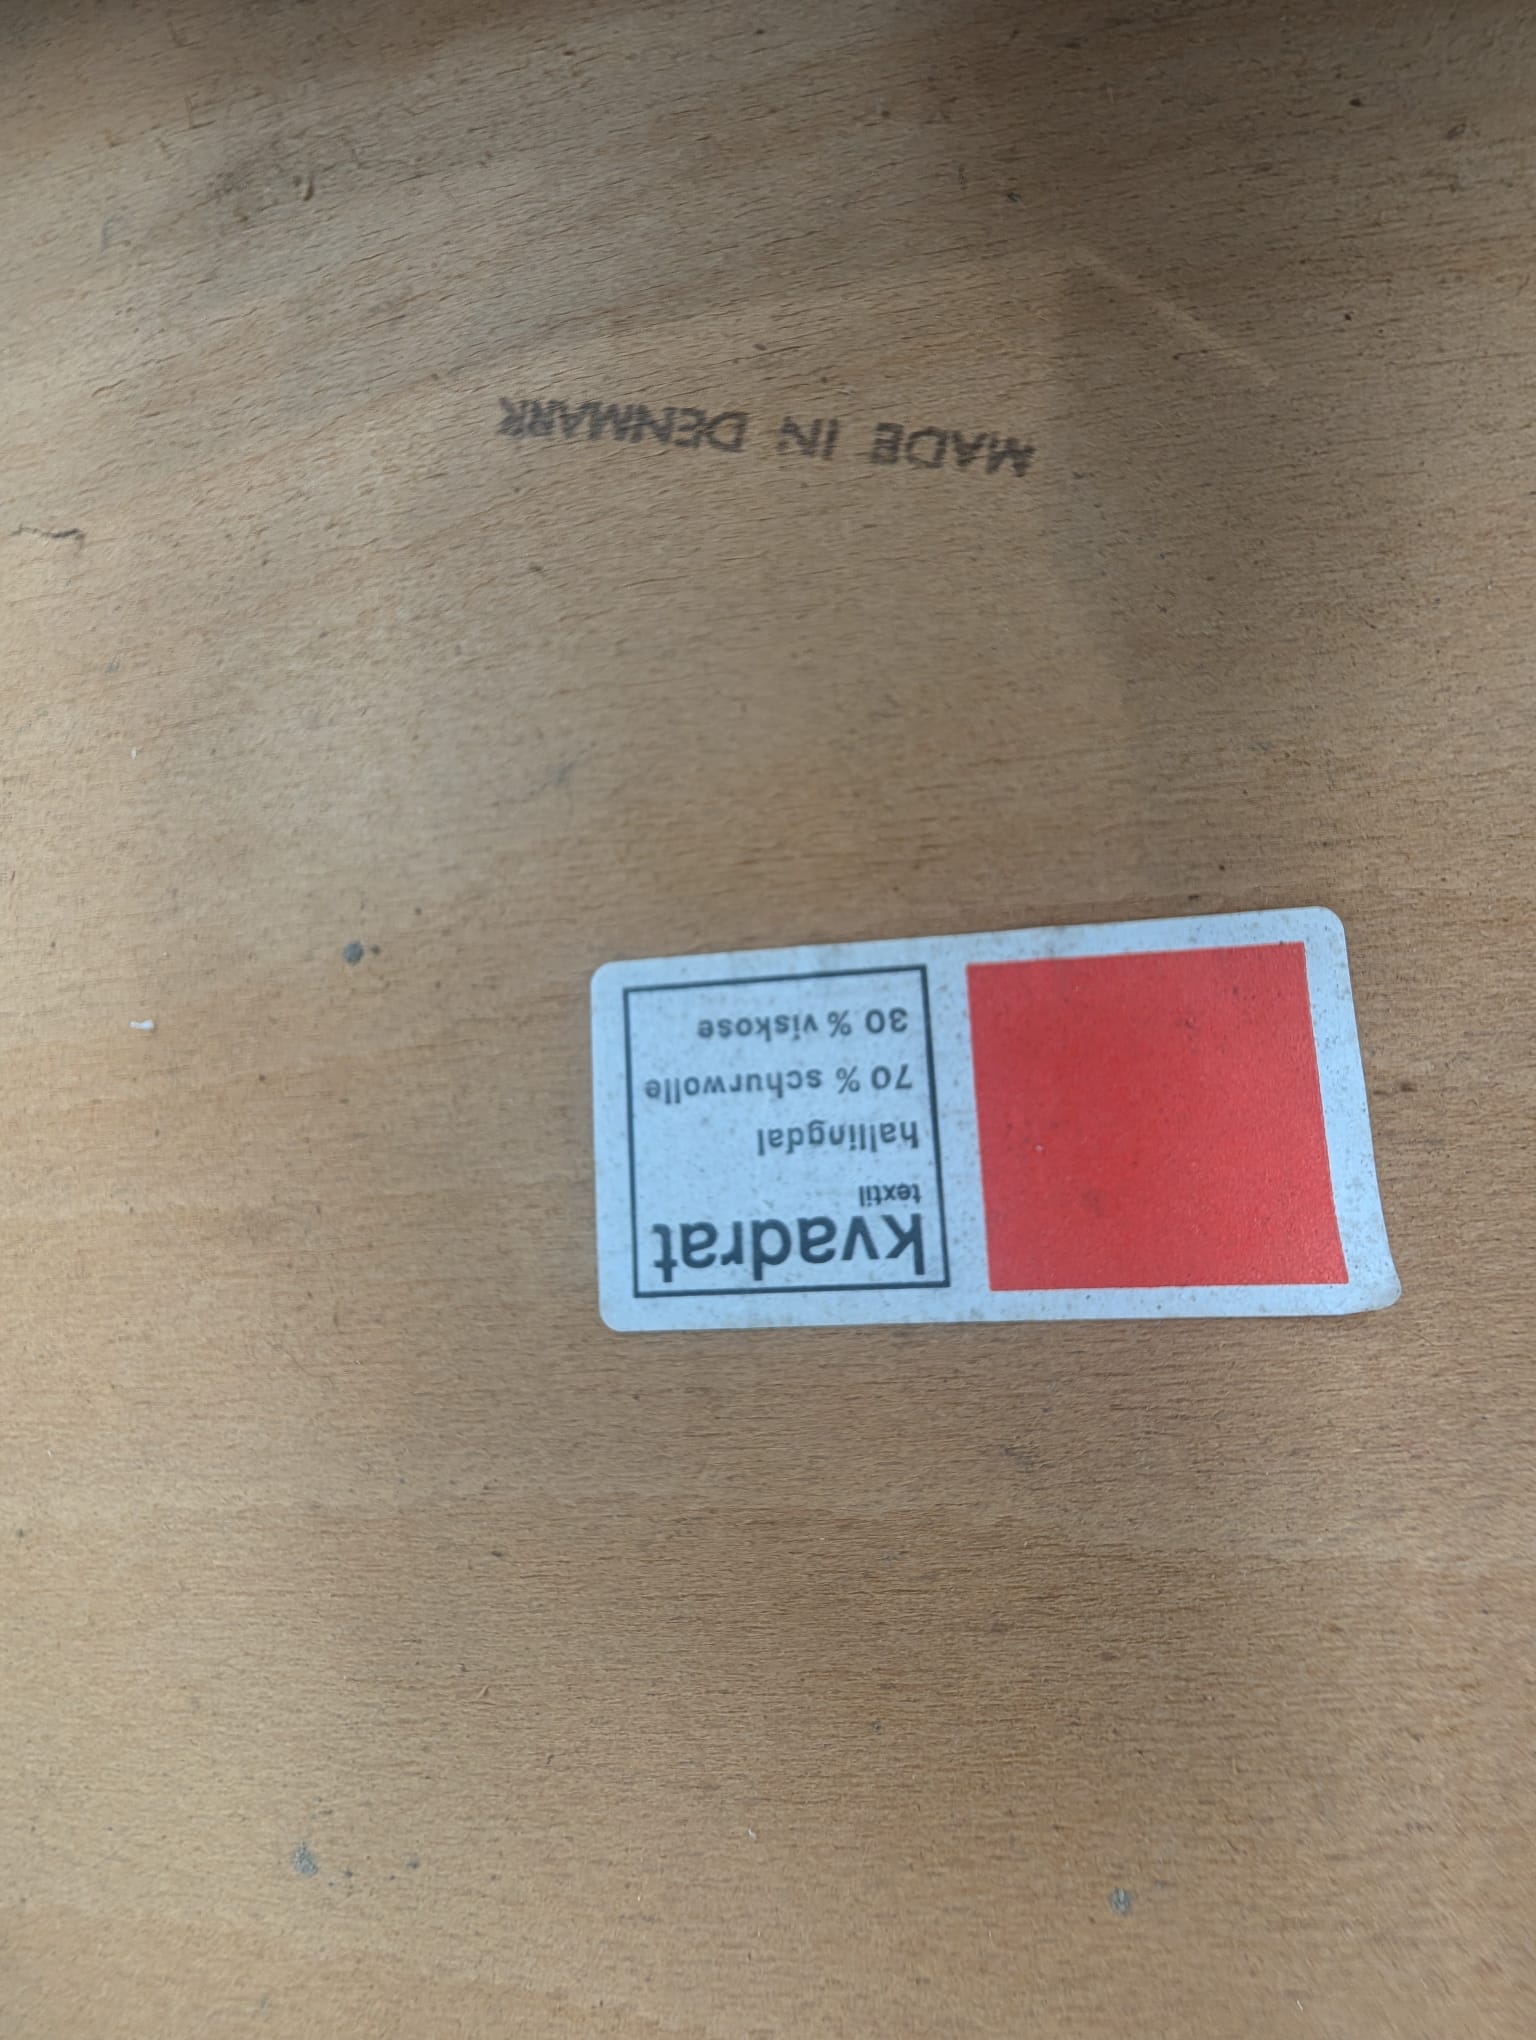 kvadrat
textil
hallingdal
70 % schurwolle
30 % viskose
MADE IN DENMARK